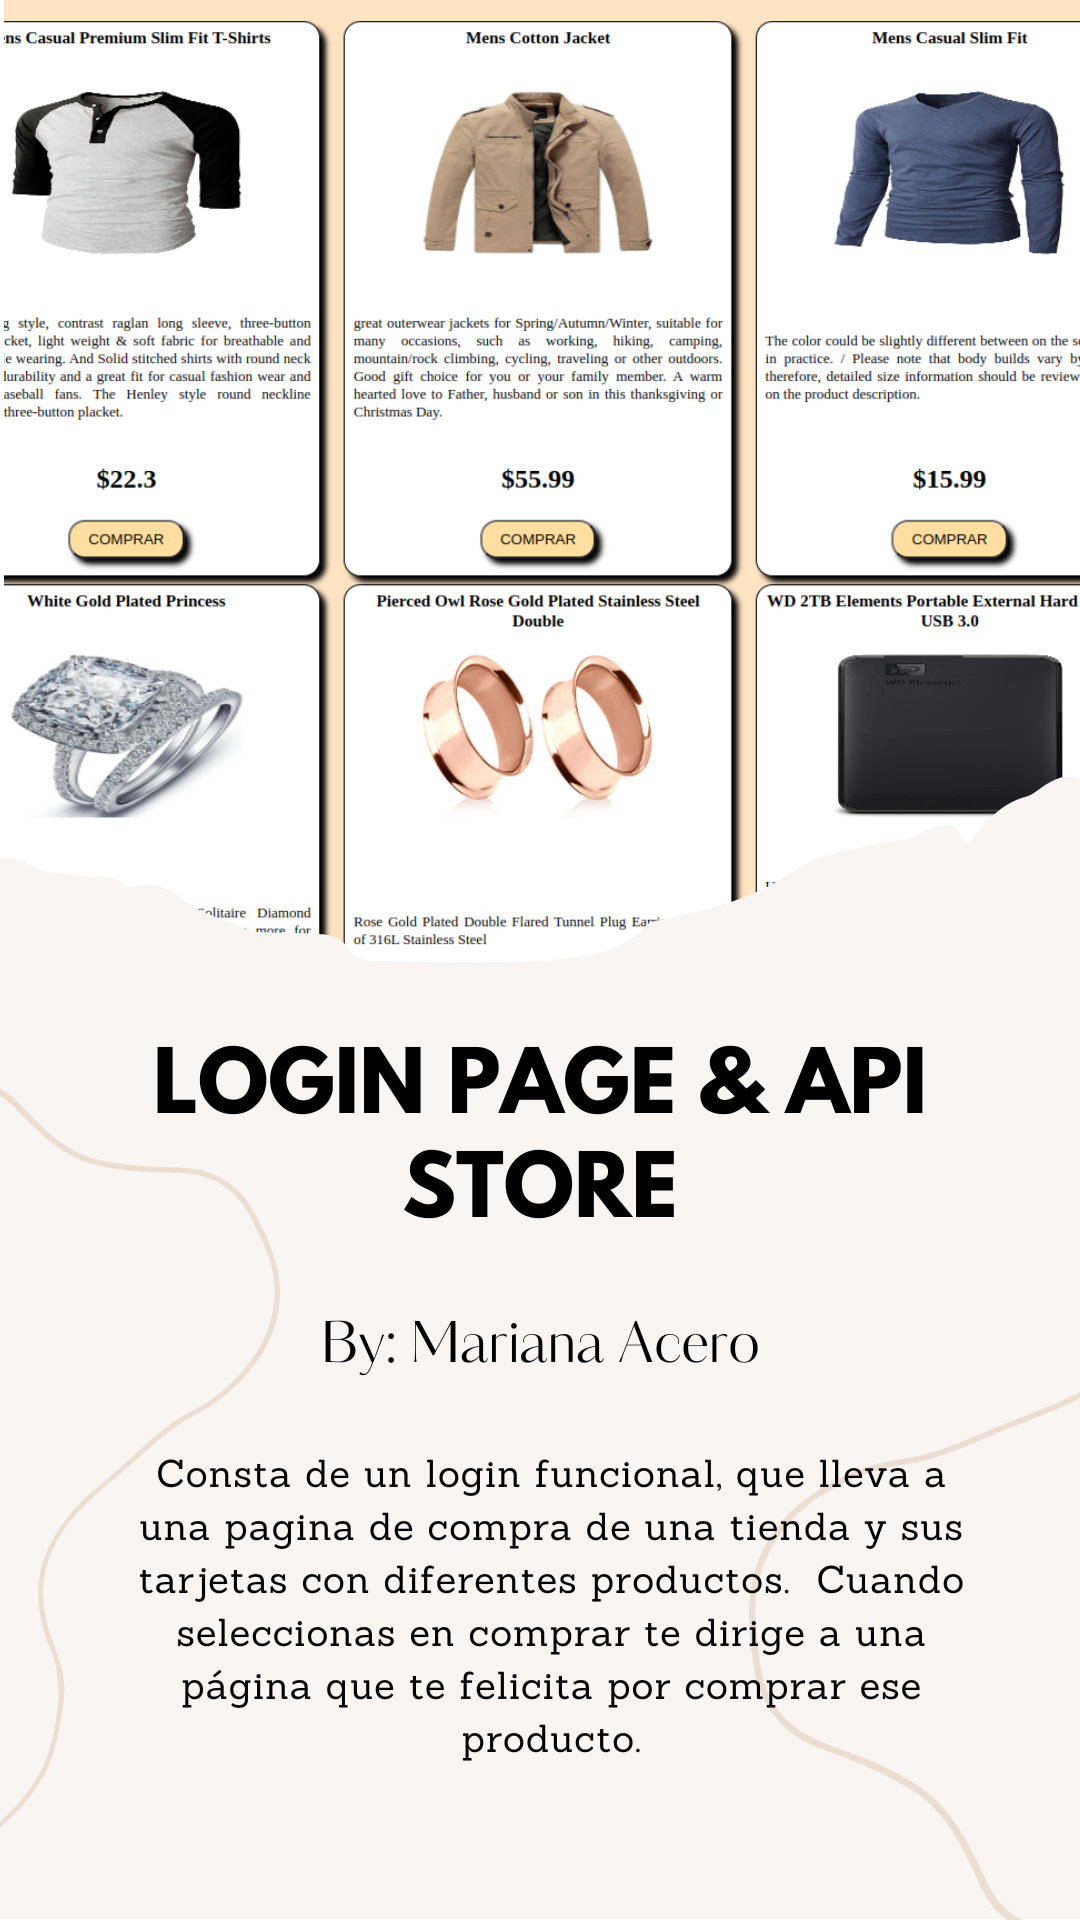 ns Casual Premium Slim Fit T-Shirts
style, contrast raglan long sleeve, three-button
light weight & soft fabric for breathable and
wearing. And Solid stitched shirts with round neck
and a great fit for casual fashion wear and
fans. The Henley style round neckline
three-button placket.
$22.3
COMPRAR
Mens Cotton Jacket
great outerwear jackets for Spring/Autumn/Winter, suitable for
many occasions, such as working, hiking, camping,
mountain/rock climbing, cycling, traveling or other outdoors.
Good gift choice for you or your family member. A warm
hearted love to Father, husband or son in this thanksgiving or
Christmas Day.
$55.99
COMPRAR
Mens Casual Slim Fit
The color could be slightly different between on the
in practice. / Please note that body builds vary by
therefore, detailed size information should be review
on the product description.
$15.99
COMPRAR
White Gold Plated Princess
Solitaire Diamond
more for
Pierced Owl Rose Gold Plated Stainless Steel
Double
Rose Gold Plated Double Flared Tunnel Plug
of 316L Stainless Steel
WD 2TB Elements Portable External Hard
USB 3.0
WD Elements
LOGIN PAGE & API
STORE
By: Mariana Acero
Consta de un login funcional, que lleva a
una pagina de compra de una tienda y sus
tarjetas con diferentes productos.  Cuando
seleccionas en comprar te dirige a una
página que te felicita por comprar ese
producto.